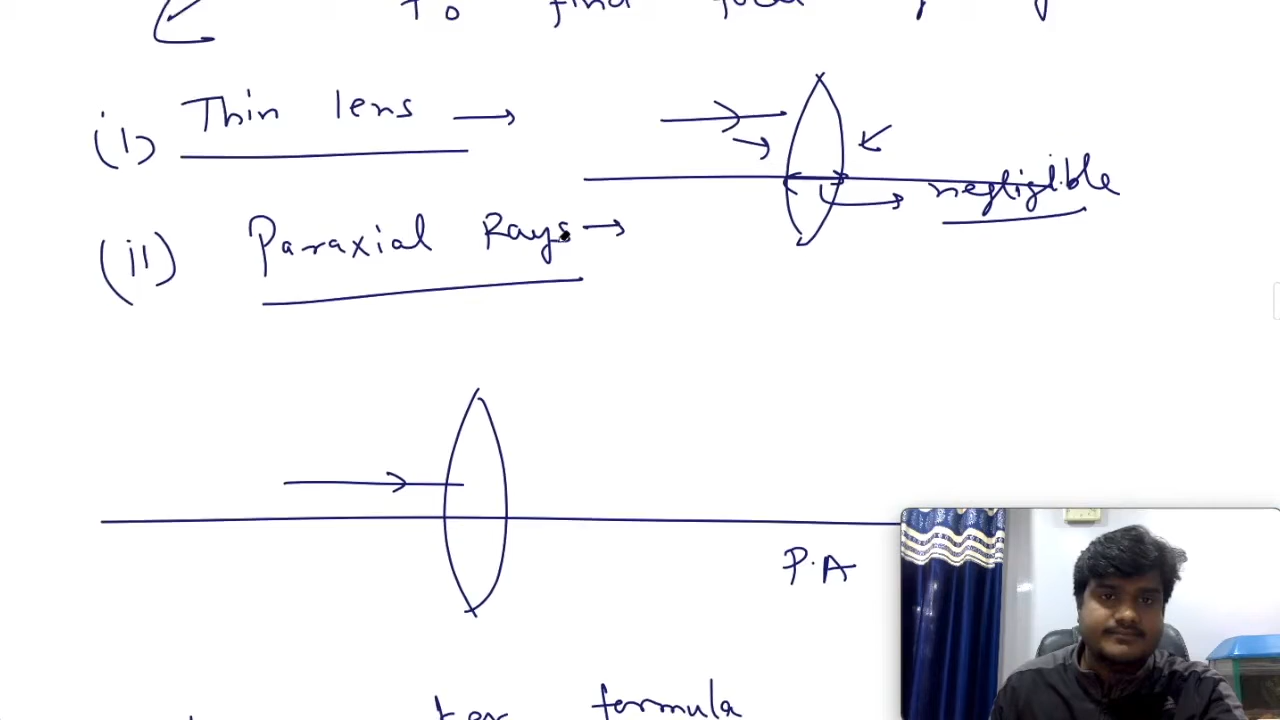 To find
(i) Thin lens →
negligible
(ii) Paraxial Rays →
P.A
formula